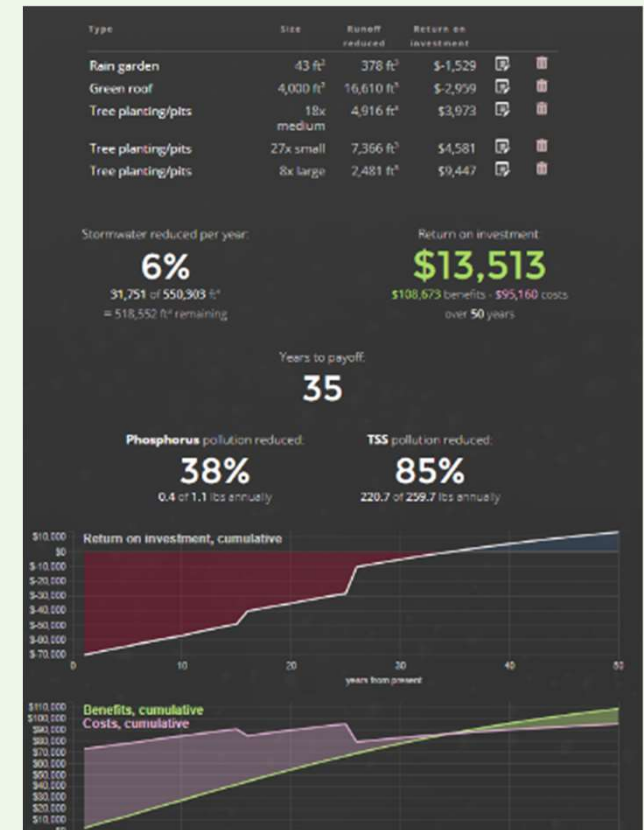 Type Size Runoff reduced Return on investment
Rain garden 43 ft² 378 ft³ $-1,529
Green roof 4,000 ft² 16,610 ft³ $-2,959
Tree planting/pits 18x medium 4,916 ft³ $3,973
Tree planting/pits 27x small 7,366 ft³ $4,581
Tree planting/pits 8x large 2,481 ft³ $9,447
Stormwater reduced per year: Return on investment:
6% $13,513
31,751 of 550,303 ft³ $108,673 benefits - $95,160 costs
= 518,552 ft³ remaining over 50 years
Years to payoff:
35
Phosphorus pollution reduced: TSS pollution reduced:
38% 85%
0.4 of 1.1 lbs annually 220.7 of 259.7 lbs annually
Return on investment, cumulative
$10,000
$0
$-10,000
$-20,000
$-30,000
$-40,000
$-50,000
$-60,000
$-70,000
0 10 20 30 40 50
years from present
Benefits, cumulative
Costs, cumulative
$110,000
$100,000
$90,000
$80,000
$70,000
$60,000
$50,000
$40,000
$30,000
$20,000
$10,000